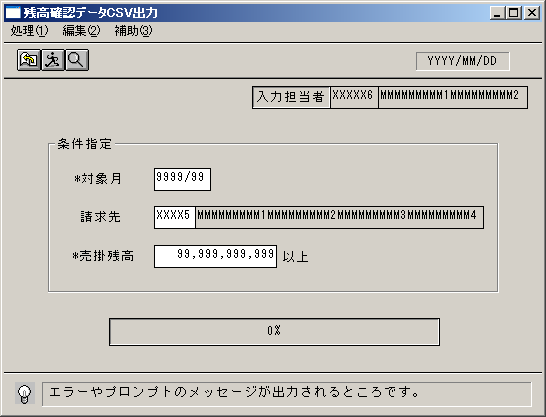 残高確認データCSV出力
処理(1) 編集(2) 補助(3)
YYYY/MM/DD
入力担当者 XXXXX6 MMMMMMMMM1MMMMMMMMM2
条件指定
*対象月 9999/99
請求先 XXXX5 MMMMMMMMM1MMMMMMMMM2MMMMMMMMM3MMMMMMMMM4
*売掛残高 99,999,999,999 以上
0%
エラーやプロンプトのメッセージが出力されるところです。